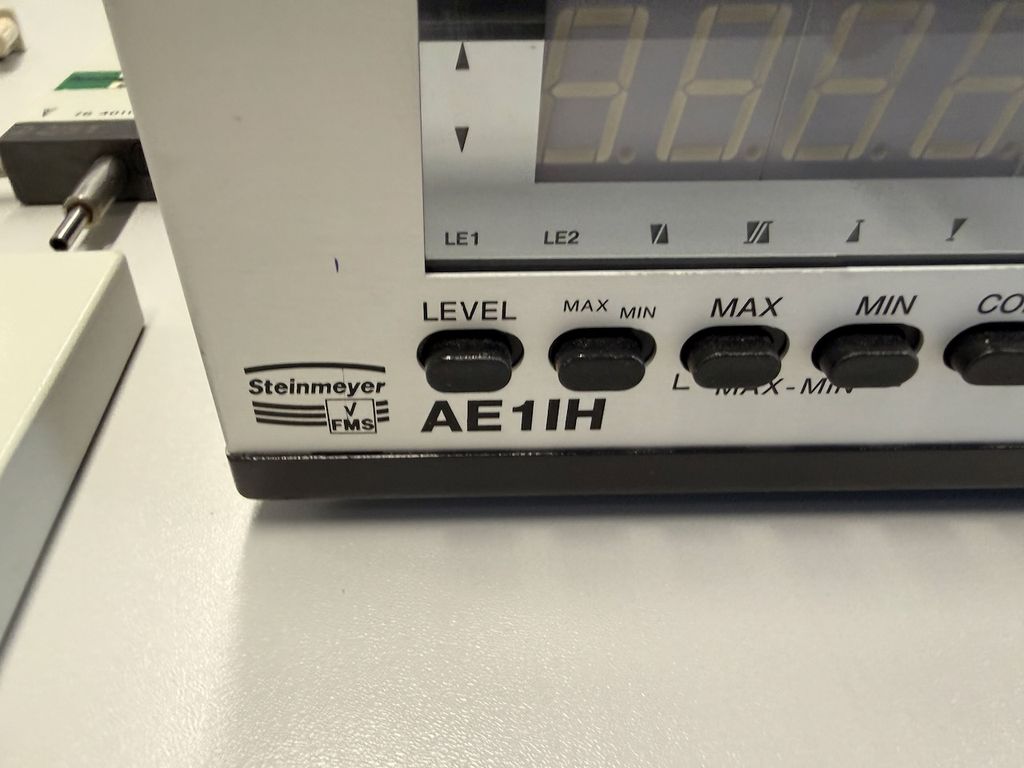 LE1 LE2
LEVEL MAX MIN MAX MIN
L MAX-MIN
Steinmeyer
V
FMS
AE1IH